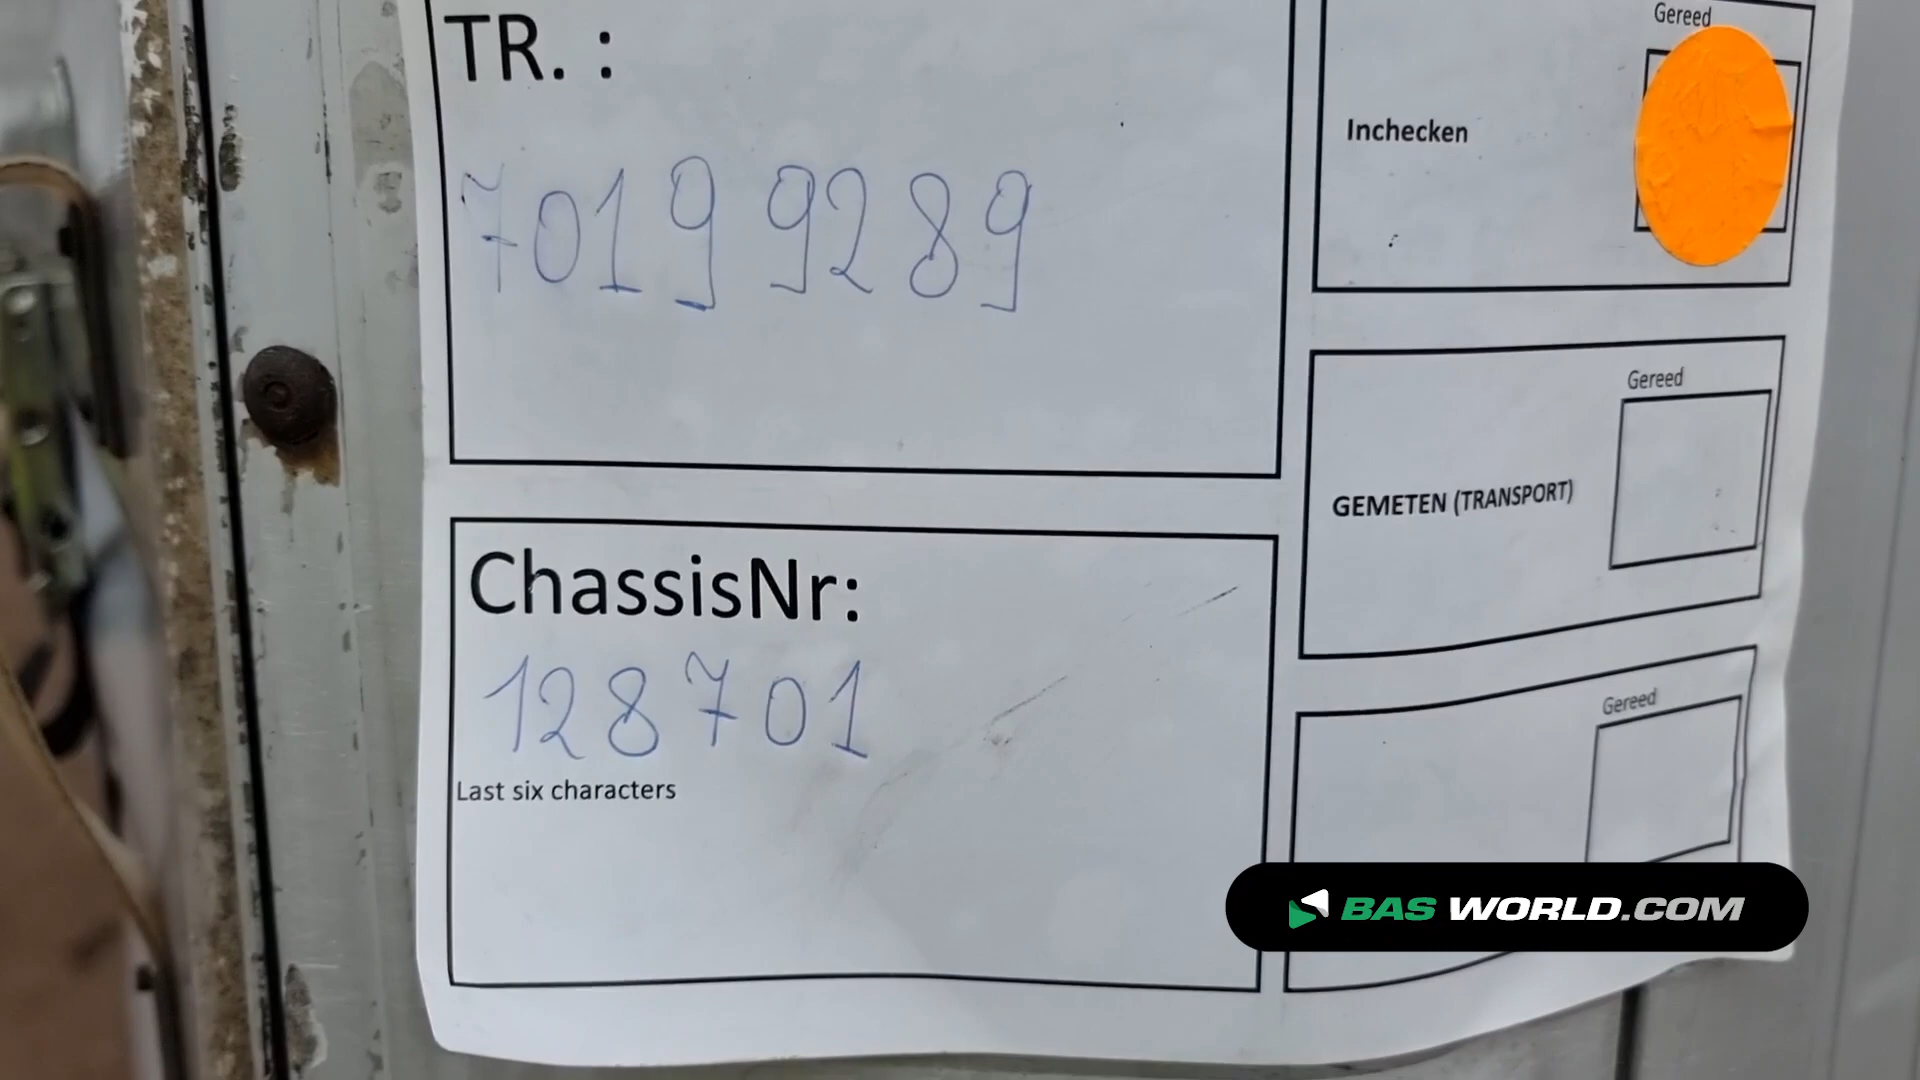 TR. :
70199289
ChassisNr:
128701
Last six characters
Gereed
Inchecken
Gereed
GEMETEN (TRANSPORT)
Gereed
BAS WORLD.COM